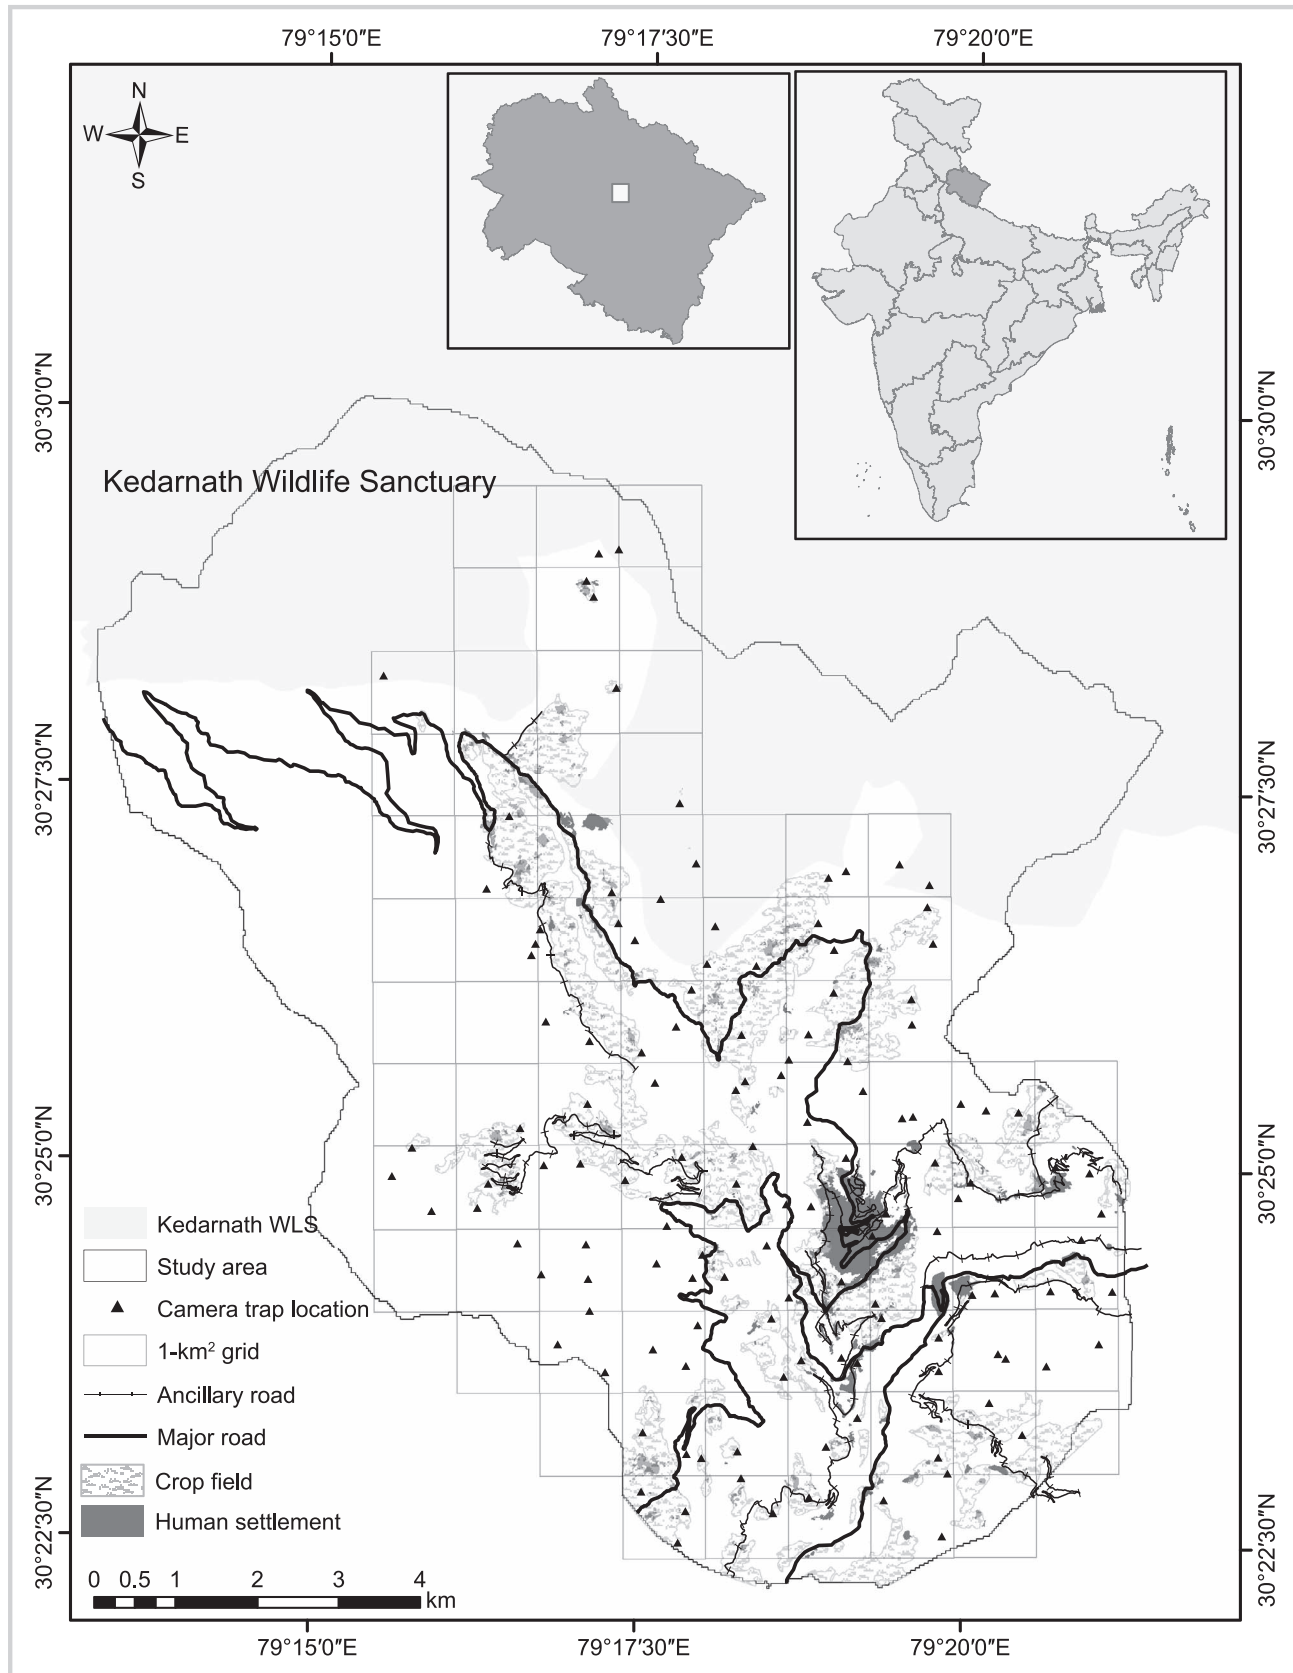 79°15′0″E 79°17′30″E 79°20′0″E
N
W E
S
30°30′0″N
30°30′0″N
Kedarnath Wildlife Sanctuary
30°27′30″N
30°27′30″N
30°25′0″N
30°25′0″N
Kedarnath WLS
Study area
Camera trap location
1-km² grid
Ancillary road
Major road
Crop field
Human settlement
30°22′30″N
30°22′30″N
0 0.5 1 2 3 4
km
79°15′0″E 79°17′30″E 79°20′0″E